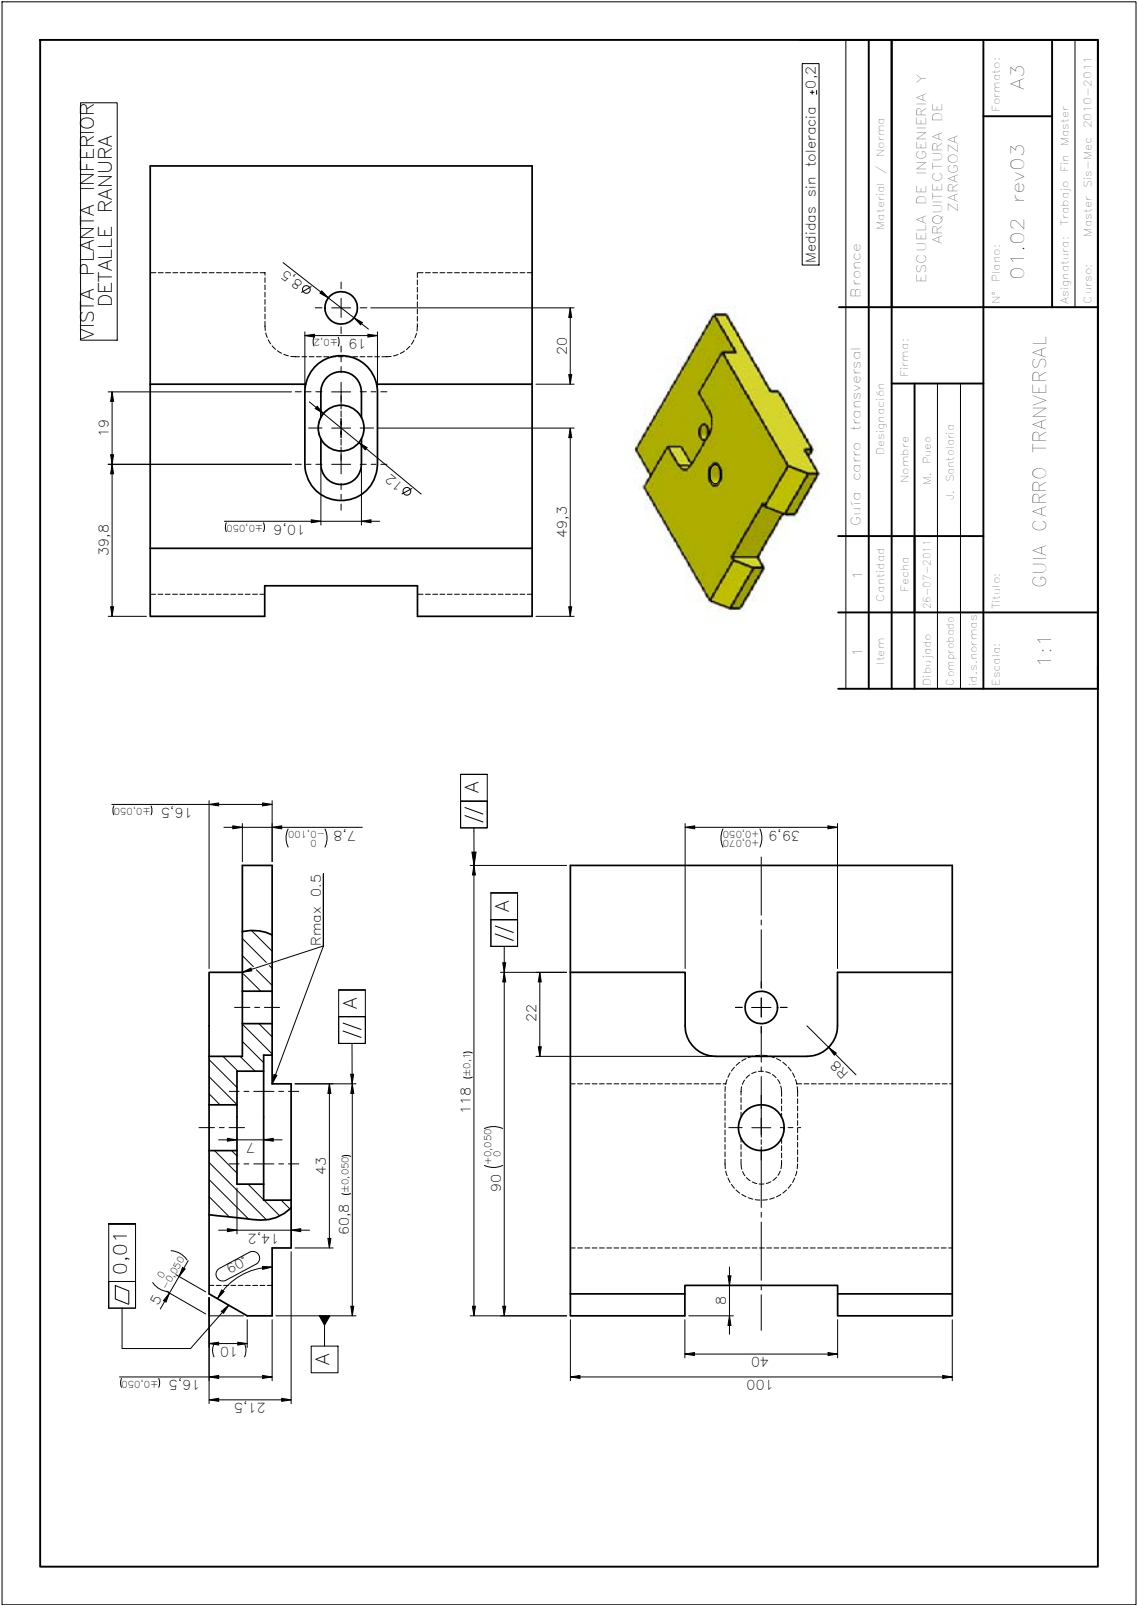 VISTA PLANTA INFERIOR
DETALLE RANURA
Ø8,5
19 (±0,2)
20
19
39,8
Ø12
10,6 (±0,050)
49,3
Medidas sin toleracia ±0,2
16,5 (±0,050)
7,8 ( 0 -0,100)
Rmax 0.5
// A
7
43
60,8 (±0,050)
14,2
60°
0,01
5 ( 0 -0,050)
(10)
A
16,5 (±0,050)
21,5
// A
// A
39,9 (+0,070 +0,050)
22
118 (±0,1)
90 (+0,050 0)
R8
8
40
100
1
1
Guía carro transversal
Bronce
Item
Cantidad
Designación
Material / Norma
Fecha
Nombre
Firma:
ESCUELA DE INGENIERIA Y
ARQUITECTURA DE
ZARAGOZA
Dibujado
26-07-2011
M. Pueo
Comprobado
J. Santolaria
id.s.normas
Escala:
1:1
Título:
GUIA CARRO TRANVERSAL
Nº Plano:
01.02 rev03
Formato:
A3
Asignatura: Trabajo Fin Master
Curso: Master Sis-Mec 2010-2011